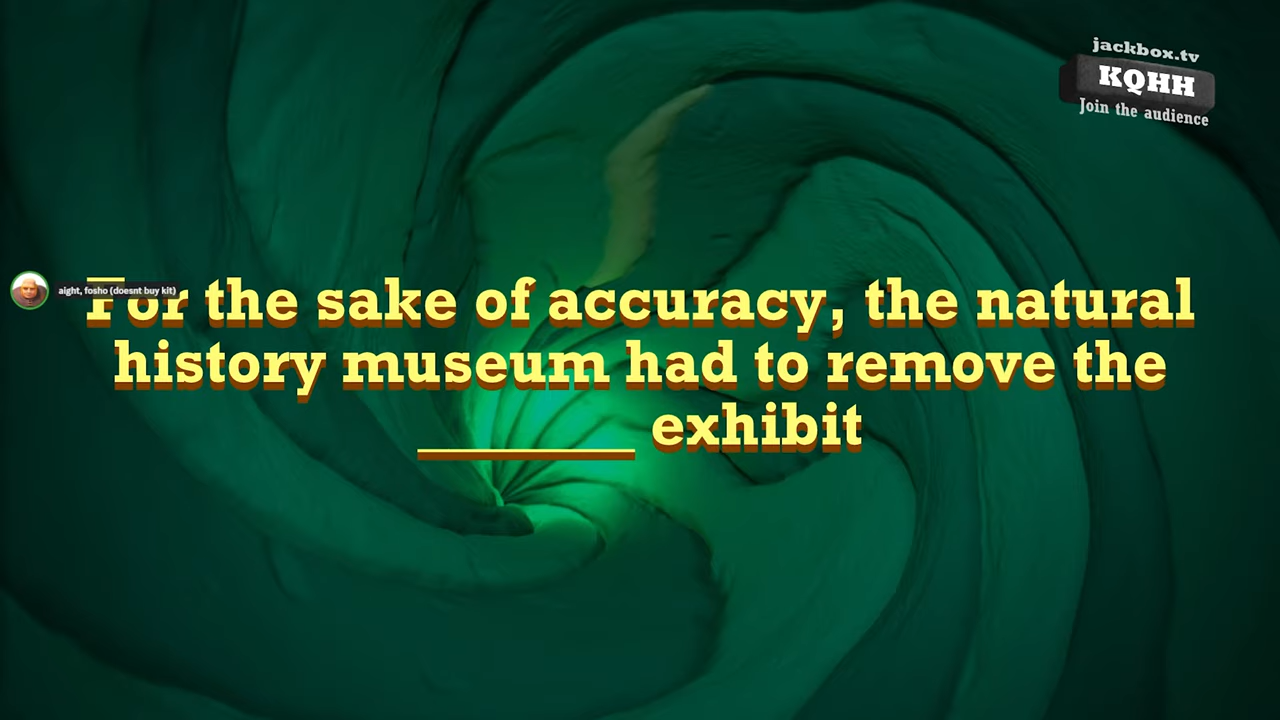 jackbox.tv
KQHH
Join the audience
aight, fosho (doesnt buy kit)
For the sake of accuracy, the natural
history museum had to remove the
________ exhibit